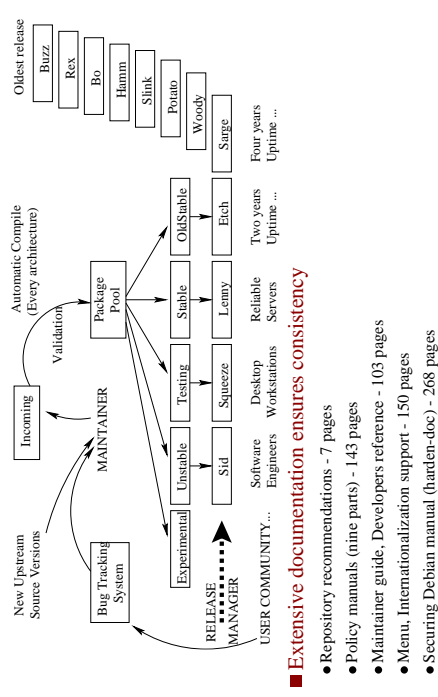 New Upstream
Source Versions
Incoming
Automatic Compile
(Every architecture)
Oldest release
Validation
Buzz
Rex
Bo
Hamm
Slink
Potato
Woody
Sarge
Bug Tracking
System
MAINTAINER
Package
Pool
Experimental
Unstable
Testing
Stable
OldStable
RELEASE
MANAGER
Sid
Squeeze
Lenny
Etch
USER COMMUNITY...
Software
Engineers
Desktop
Workstations
Reliable
Servers
Two years
Uptime ...
Four years
Uptime ...
Extensive documentation ensures consistency
• Repository recommendations - 7 pages
• Policy manuals (nine parts) - 143 pages
• Maintainer guide, Developers reference - 103 pages
• Menu, Internationalization support - 150 pages
• Securing Debian manual (harden-doc) - 268 pages